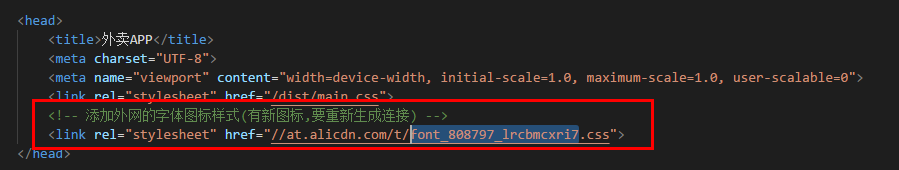 <head>
<title>外卖APP</title>
<meta charset="UTF-8">
<meta name="viewport" content="width=device-width, initial-scale=1.0, maximum-scale=1.0, user-scalable=0">
<link rel="stylesheet" href="/dist/main.css">
<!-- 添加外网的字体图标样式(有新图标,要重新生成连接) -->
<link rel="stylesheet" href="//at.alicdn.com/t/font_808797_lrcbmcxri7.css">
</head>